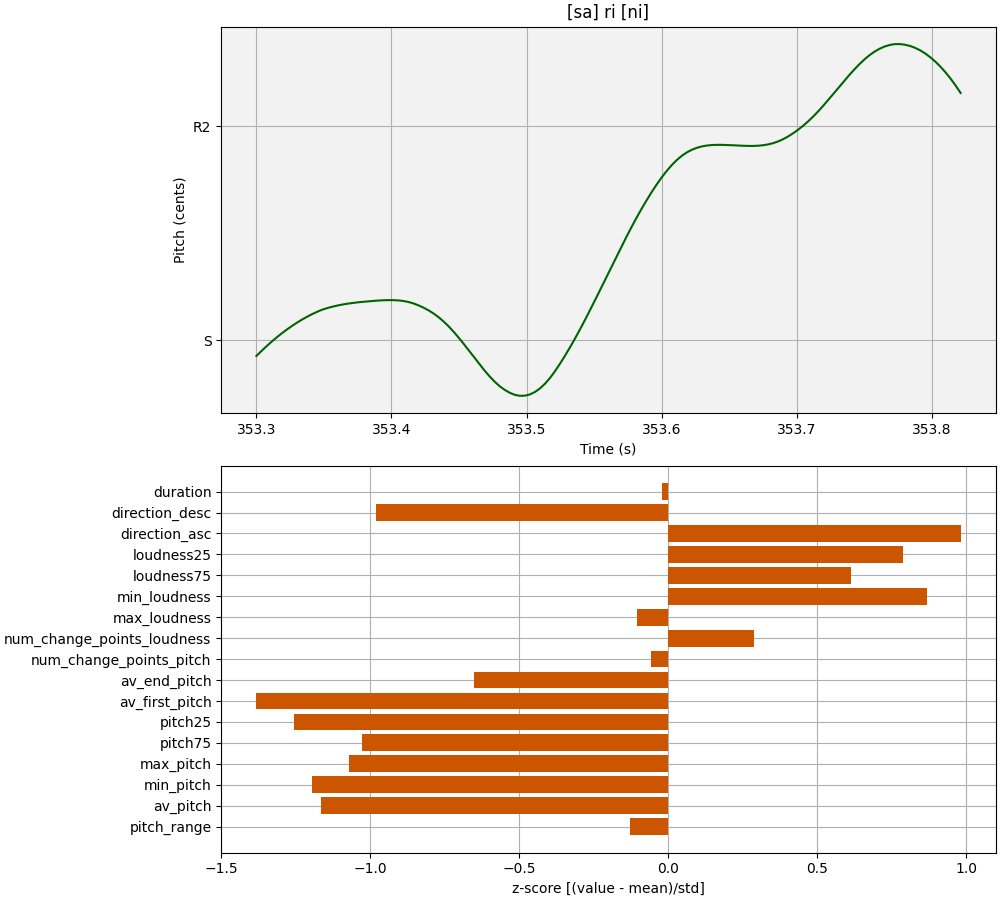 [sa] ri [ni]
R2
S
Pitch (cents)
353.3 353.4 353.5 353.6 353.7 353.8
Time (s)
duration
direction_desc
direction_asc
loudness25
loudness75
min_loudness
max_loudness
num_change_points_loudness
num_change_points_pitch
av_end_pitch
av_first_pitch
pitch25
pitch75
max_pitch
min_pitch
av_pitch
pitch_range
−1.5 −1.0 −0.5 0.0 0.5 1.0
z-score [(value - mean)/std]